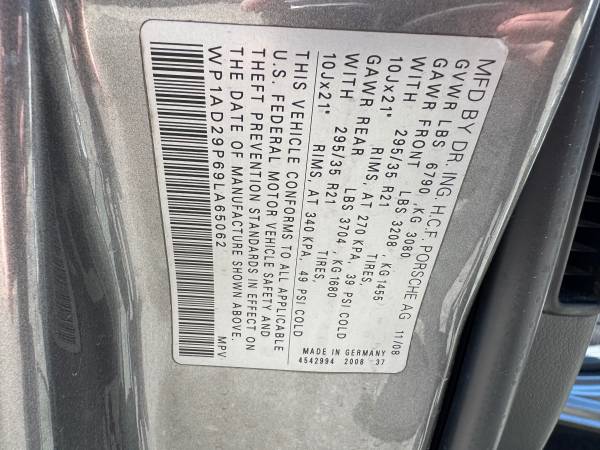 MFD BY DR. ING. H.C.F. PORSCHE AG 11/08
GVWR LBS 6790 , KG 3080
GAWR FRONT LBS 3208 , KG 1455
WITH 295/35 R21 TIRES,
10Jx21" RIMS, AT 270 KPA, 39 PSI COLD
GAWR REAR LBS 3704 , KG 1680
WITH 295/35 R21 TIRES,
10Jx21" RIMS, AT 340 KPA, 49 PSI COLD
THIS VEHICLE CONFORMS TO ALL APPLICABLE
U.S. FEDERAL MOTOR VEHICLE SAFETY AND
THEFT PREVENTION STANDARDS IN EFFECT ON
THE DATE OF MANUFACTURE SHOWN ABOVE.
WP1AD29P69LA65062 MPV
MADE IN GERMANY
4542994 2008 37